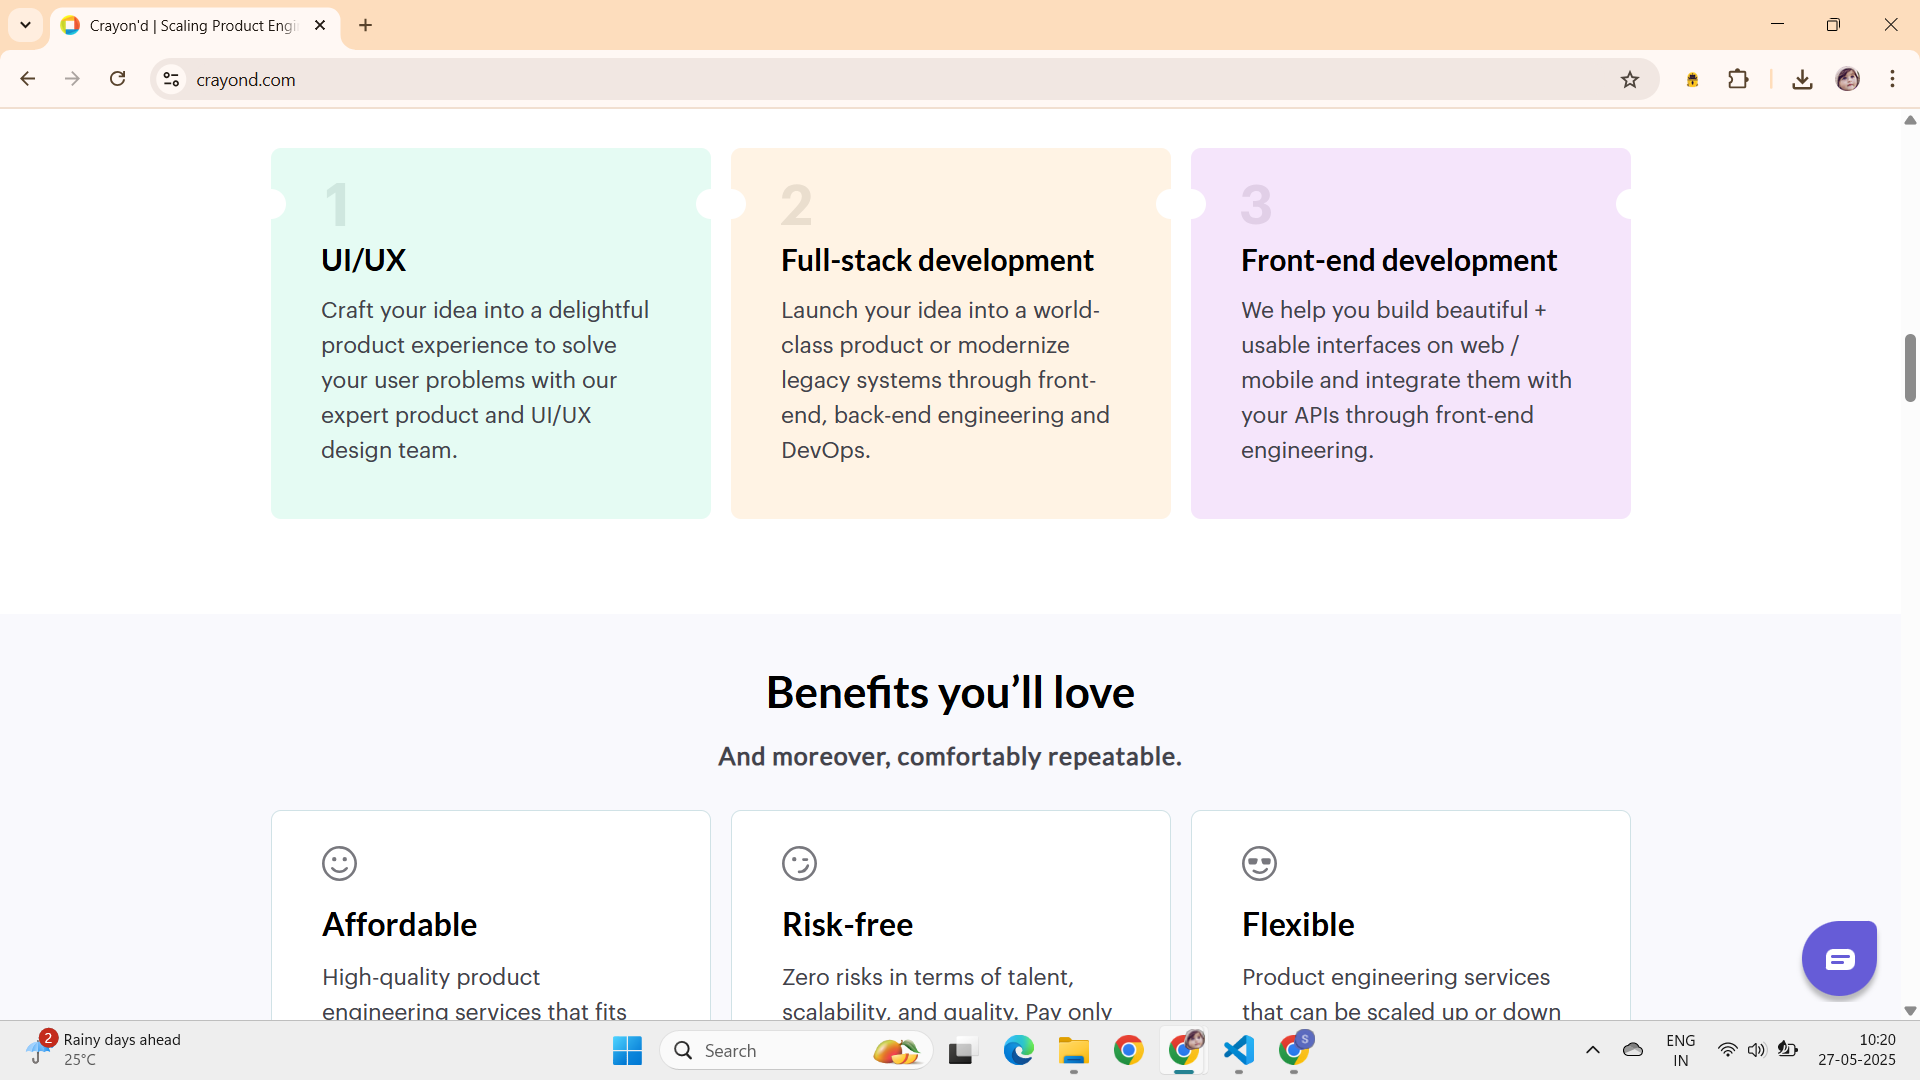 Crayon'd | Scaling Product Engi
crayond.com
1
UI/UX
Craft your idea into a delightful
product experience to solve
your user problems with our
expert product and UI/UX
design team.
2
Full-stack development
Launch your idea into a world-
class product or modernize
legacy systems through front-
end, back-end engineering and
DevOps.
3
Front-end development
We help you build beautiful +
usable interfaces on web /
mobile and integrate them with
your APIs through front-end
engineering.
Benefits you’ll love
And moreover, comfortably repeatable.
Affordable
High-quality product
engineering services that fits
Risk-free
Zero risks in terms of talent,
scalability, and quality. Pay only
Flexible
Product engineering services
that can be scaled up or down
2
Rainy days ahead
25°C
Search
S
ENG
IN
10:20
27-05-2025